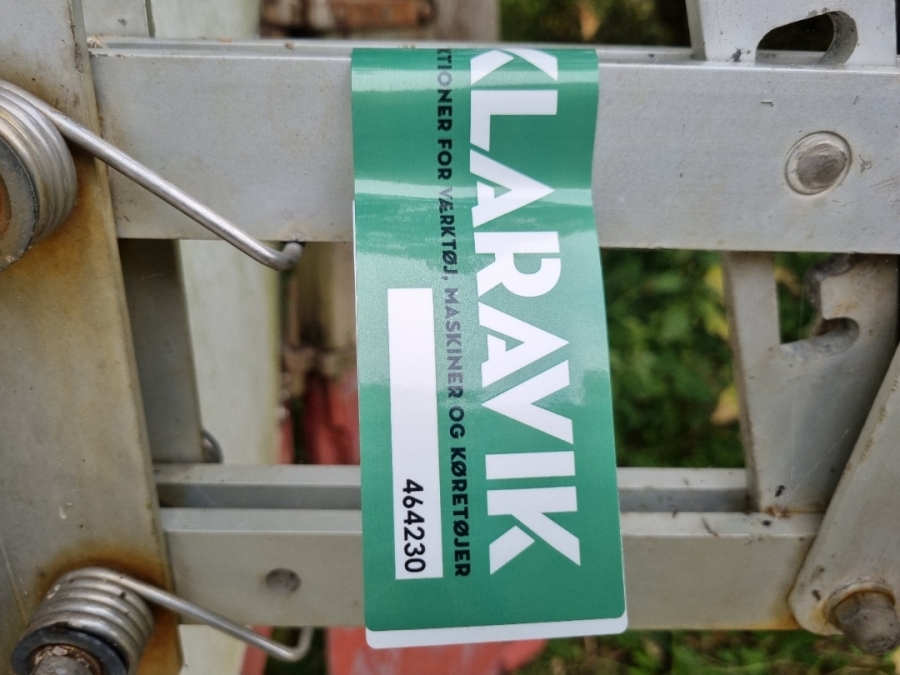 KLARAVIK
KTIONER FOR VÆRKTØJ, MASKINER OG KØRETØJER
464230